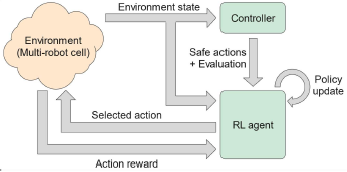 Environment state
Controller
Environment
(Multi-robot cell)
Safe actions
+ Evaluation
Policy
update
Selected action
RL agent
Action reward